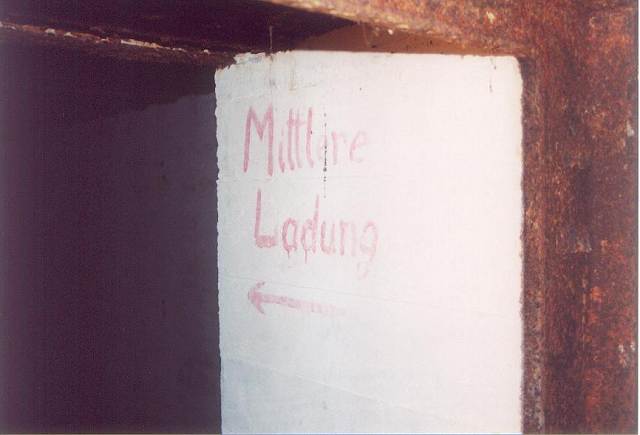 Mittlere
Ladung
←